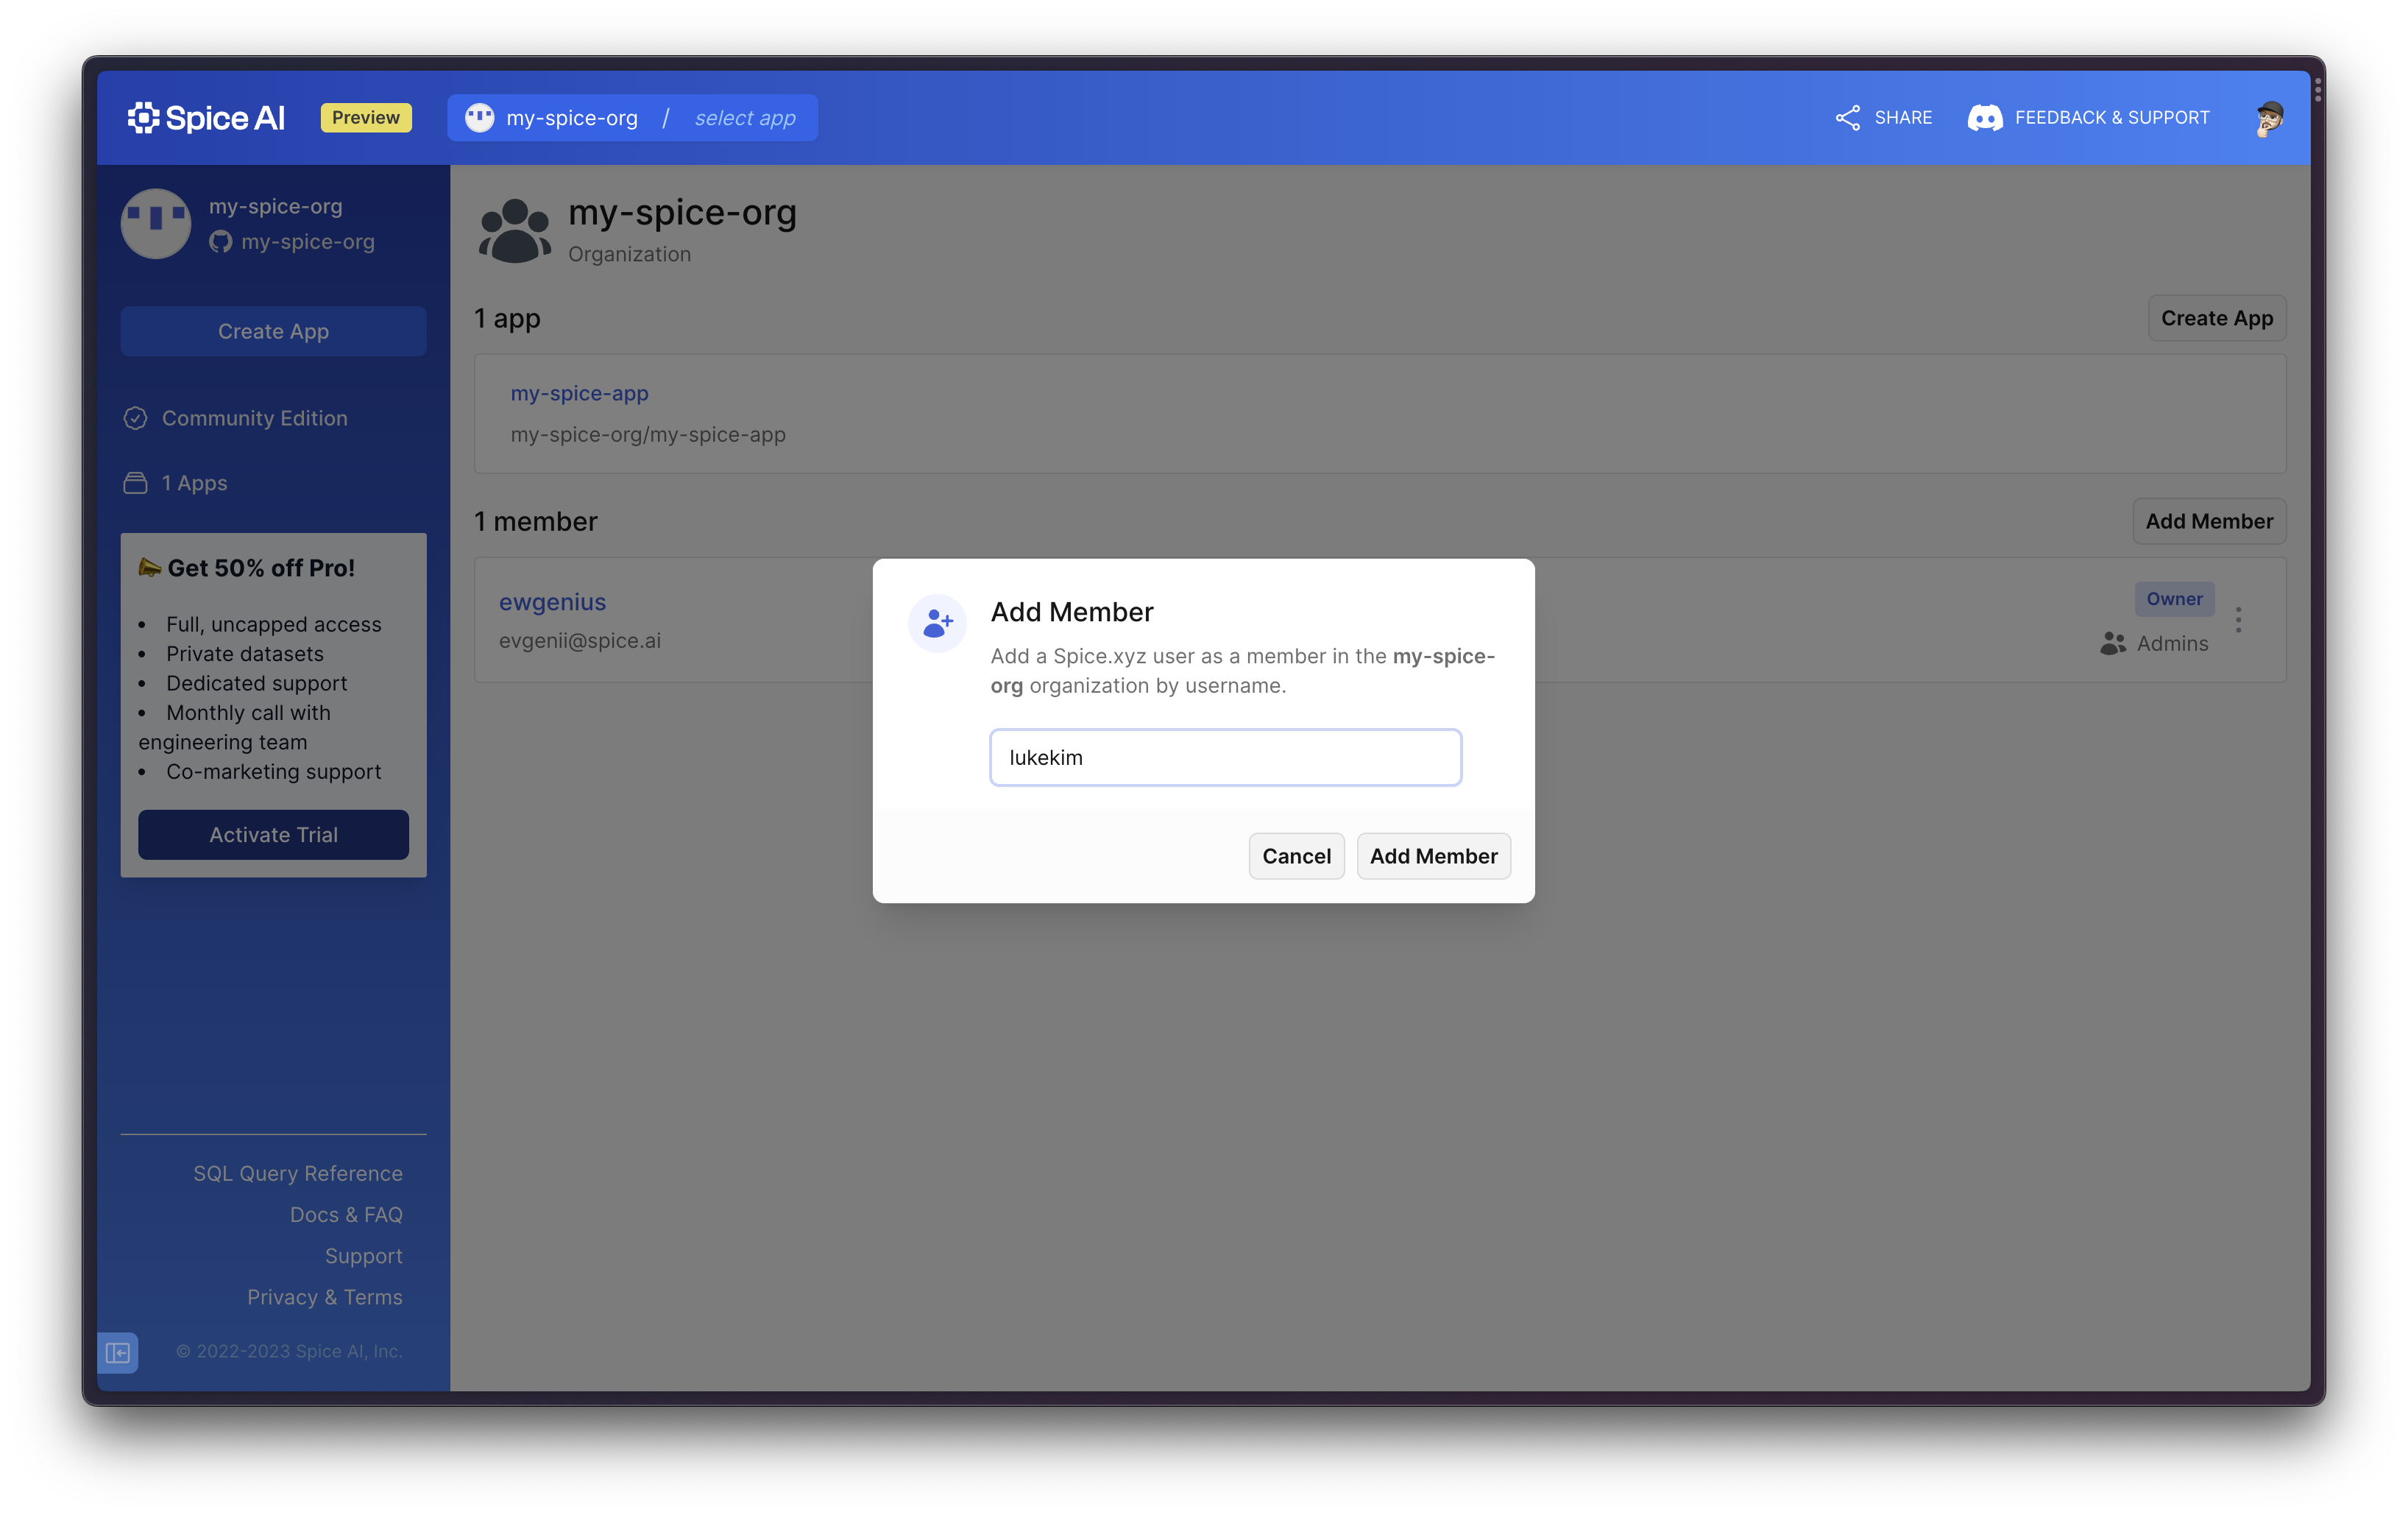 Spice AI
Preview
my-spice-org / select app
SHARE
FEEDBACK & SUPPORT
my-spice-org
my-spice-org
Create App
Community Edition
1 Apps
Get 50% off Pro!
• Full, uncapped access
• Private datasets
• Dedicated support
• Monthly call with
engineering team
• Co-marketing support
Activate Trial
SQL Query Reference
Docs & FAQ
Support
Privacy & Terms
© 2022-2023 Spice AI, Inc.
my-spice-org
Organization
1 app
Create App
my-spice-app
my-spice-org/my-spice-app
1 member
Add Member
ewgenius
evgenii@spice.ai
Owner
Admins
Add Member
Add a Spice.xyz user as a member in the my-spice-
org organization by username.
lukekim
Cancel
Add Member